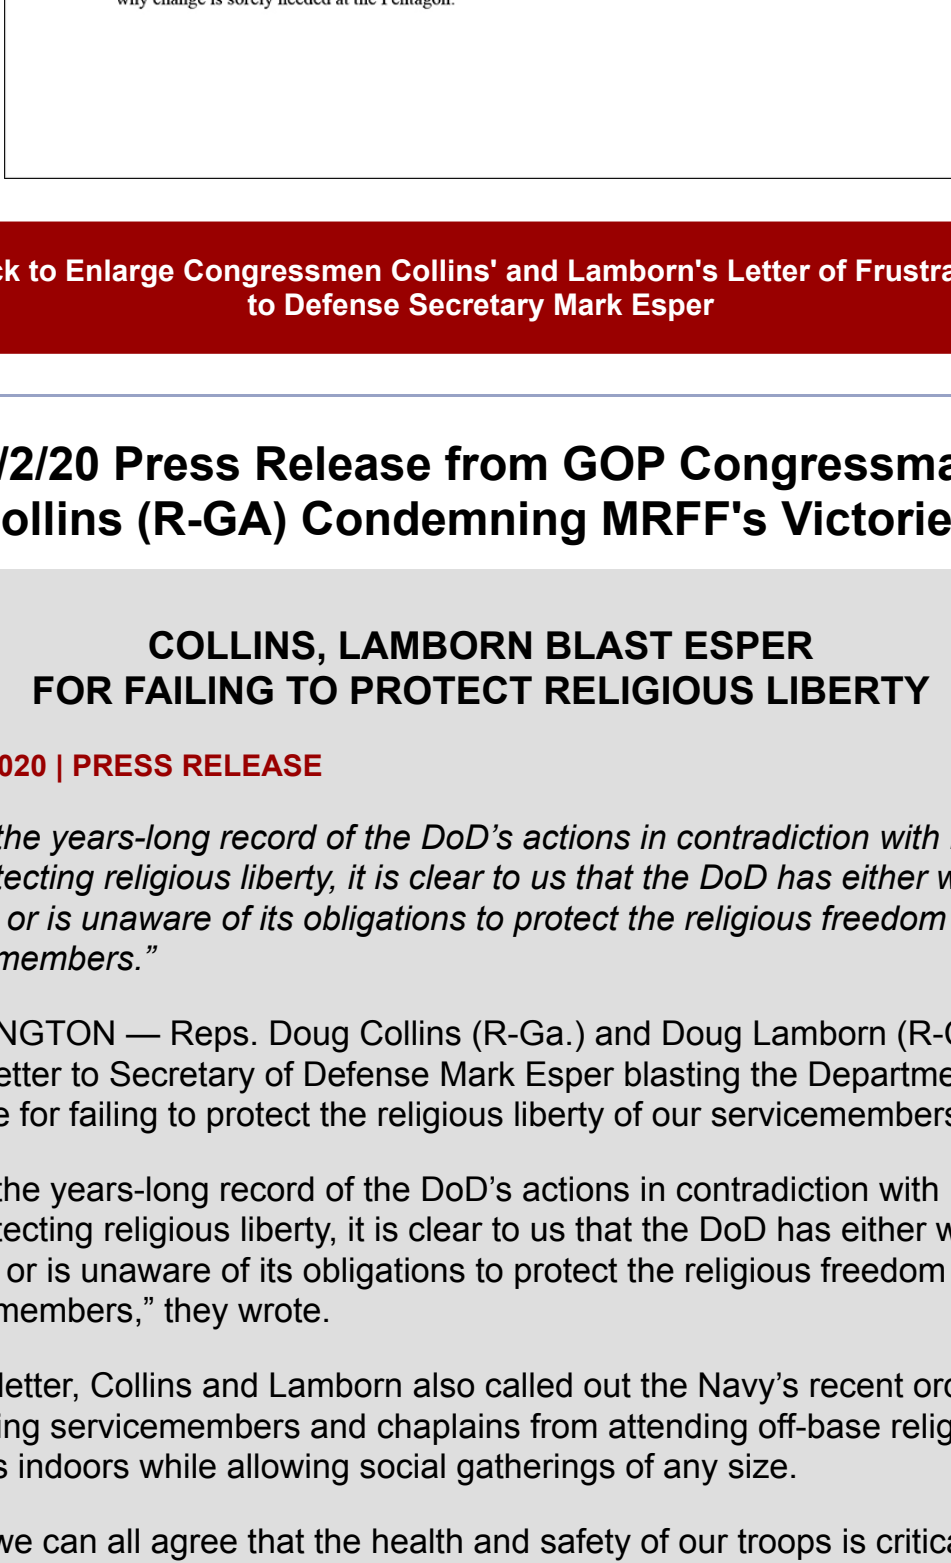 why change is sorely needed at the Pentagon.
ck to Enlarge Congressmen Collins' and Lamborn's Letter of Frustra
to Defense Secretary Mark Esper
/2/20 Press Release from GOP Congressma
ollins (R-GA) Condemning MRFF's Victorie
COLLINS, LAMBORN BLAST ESPER
FOR FAILING TO PROTECT RELIGIOUS LIBERTY
020 | PRESS RELEASE
the years-long record of the DoD’s actions in contradiction with
tecting religious liberty, it is clear to us that the DoD has either w
or is unaware of its obligations to protect the religious freedom
members.”
NGTON — Reps. Doug Collins (R-Ga.) and Doug Lamborn (R-C
etter to Secretary of Defense Mark Esper blasting the Departme
e for failing to protect the religious liberty of our servicemembers
the years-long record of the DoD’s actions in contradiction with
tecting religious liberty, it is clear to us that the DoD has either w
or is unaware of its obligations to protect the religious freedom
members,” they wrote.
letter, Collins and Lamborn also called out the Navy’s recent ord
ing servicemembers and chaplains from attending off-base relig
s indoors while allowing social gatherings of any size.
we can all agree that the health and safety of our troops is critica